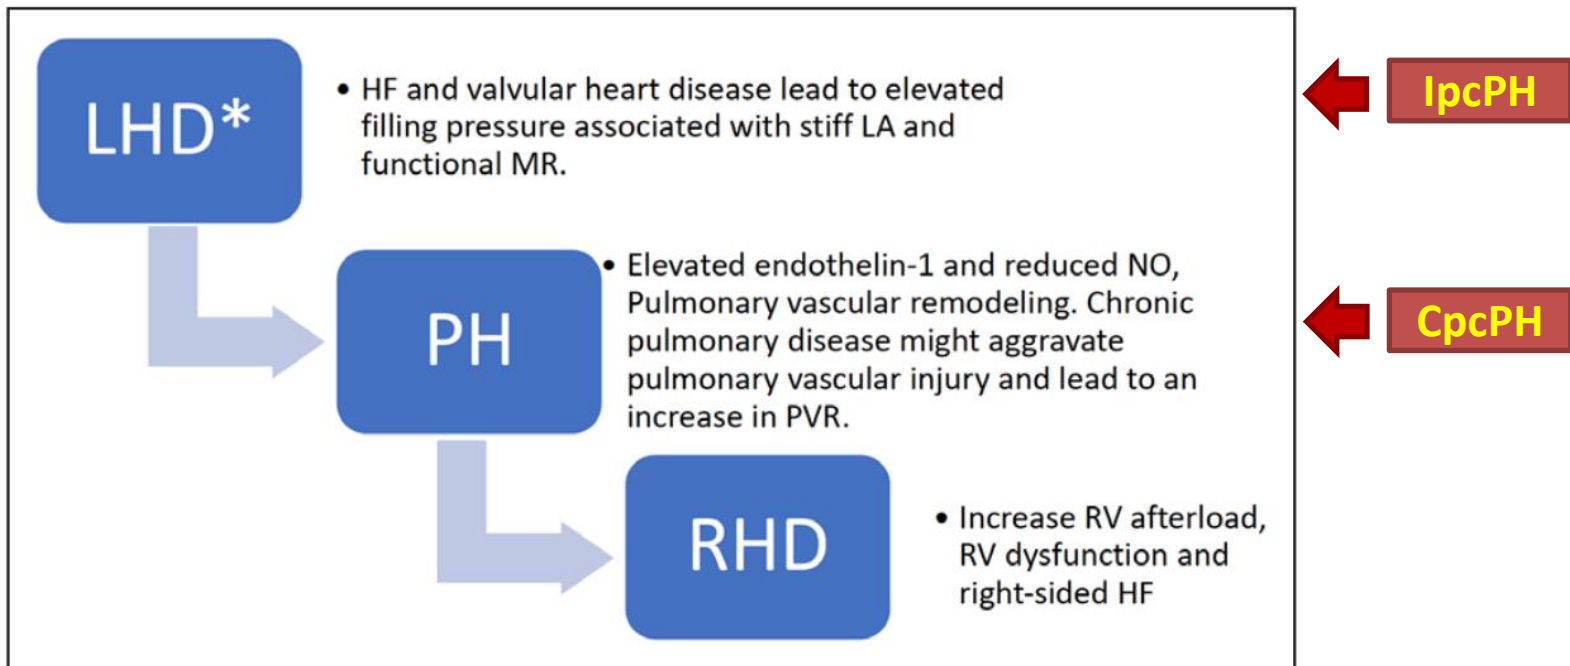 LHD*
• HF and valvular heart disease lead to elevated
filling pressure associated with stiff LA and
functional MR.
IpcPH
PH
• Elevated endothelin-1 and reduced NO,
Pulmonary vascular remodeling. Chronic
pulmonary disease might aggravate
pulmonary vascular injury and lead to an
increase in PVR.
CpcPH
RHD
• Increase RV afterload,
RV dysfunction and
right-sided HF